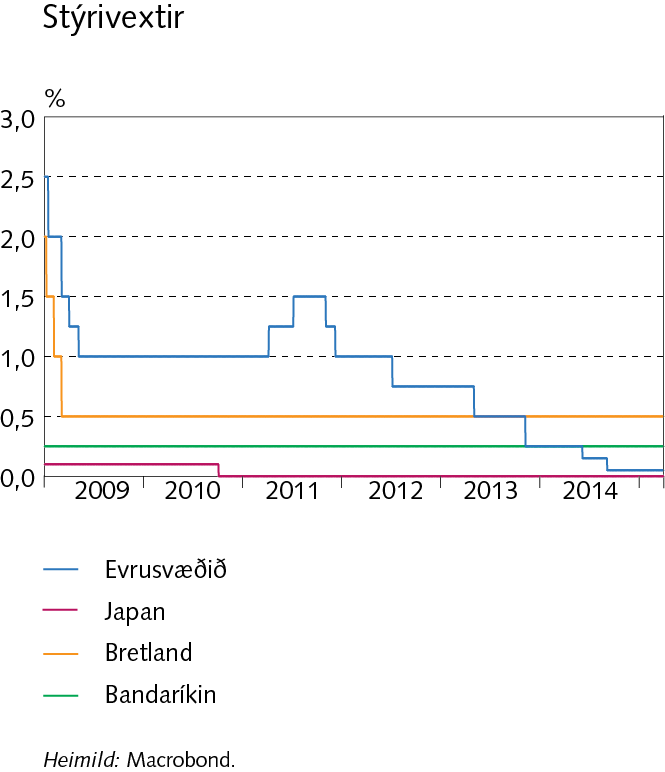 Stýrivextir
%
3,0
2,5
2,0
1,5
1,0
0,5
0,0
2009 2010 2011 2012 2013 2014
Evrusvæðið
Japan
Bretland
Bandaríkin
Heimild: Macrobond.